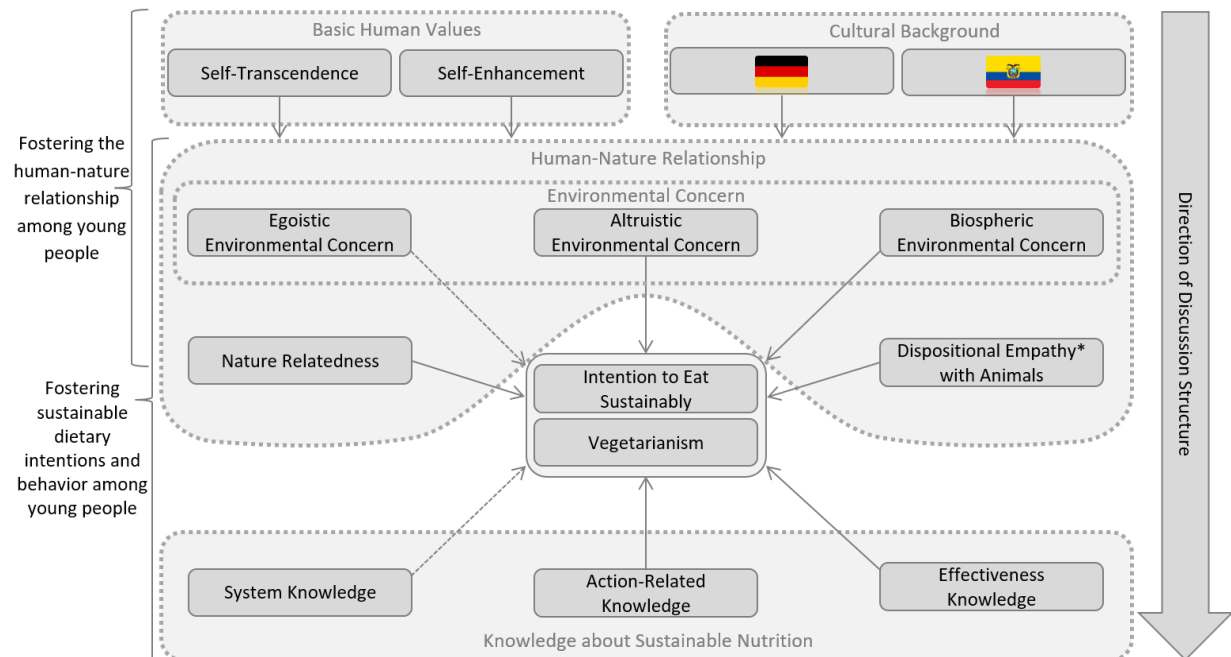 Basic Human Values
Cultural Background
Self-Transcendence
Self-Enhancement
Fostering the
human-nature
relationship
among young
people
Human-Nature Relationship
Environmental Concern
Egoistic
Environmental Concern
Altruistic
Environmental Concern
Biospheric
Environmental Concern
Nature Relatedness
Dispositional Empathy*
with Animals
Intention to Eat
Sustainably
Vegetarianism
Fostering
sustainable
dietary
intentions and
behavior among
young people
System Knowledge
Action-Related
Knowledge
Effectiveness
Knowledge
Knowledge about Sustainable Nutrition
Direction of Discussion Structure